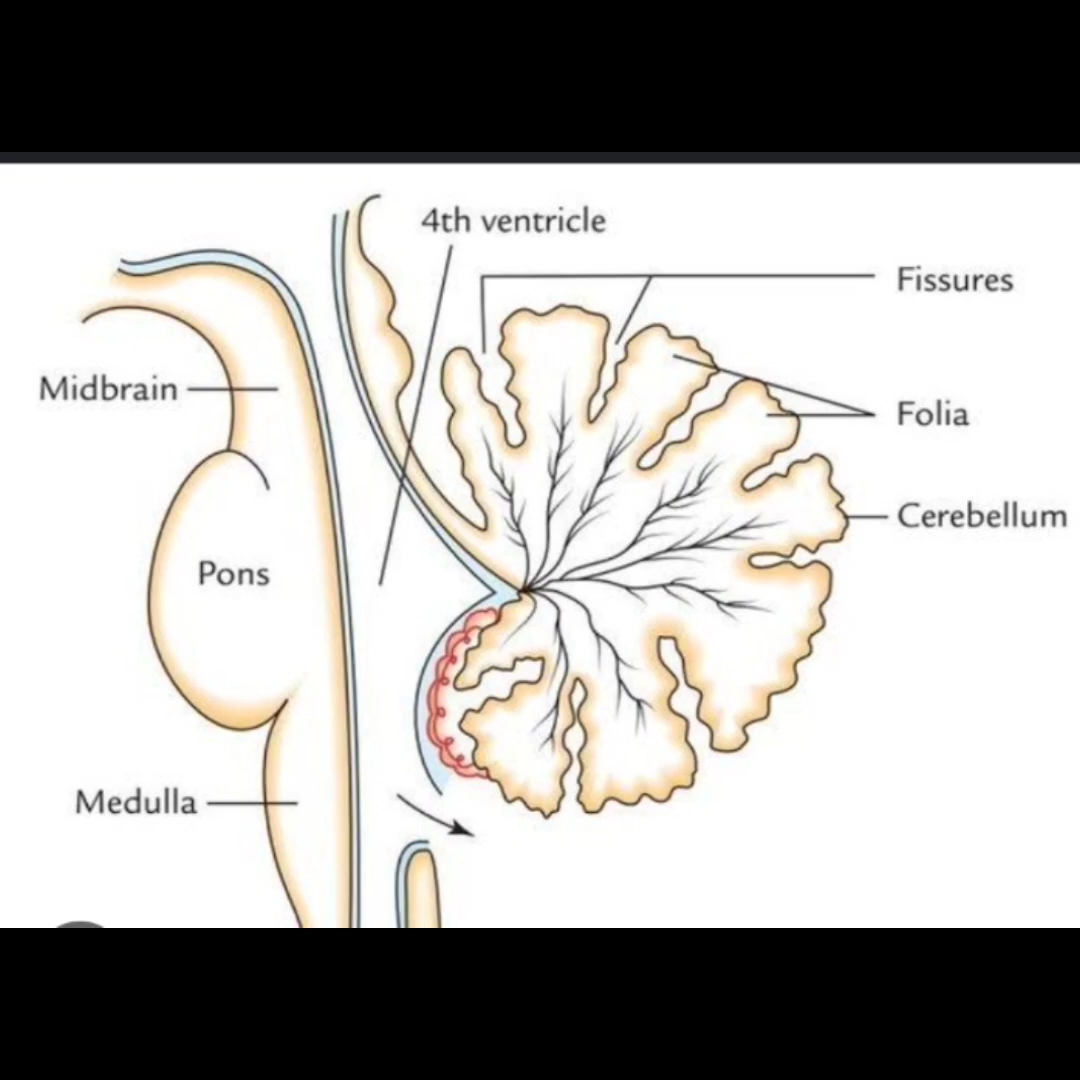 4th ventricle
Fissures
Midbrain
Folia
Cerebellum
Pons
Medulla